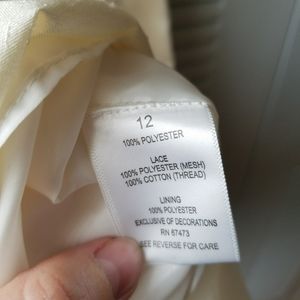 12
100% POLYESTER
LACE
100% POLYESTER (MESH)
100% COTTON (THREAD)
LINING
100% POLYESTER
EXCLUSIVE OF DECORATIONS
RN 67473
SEE REVERSE FOR CARE